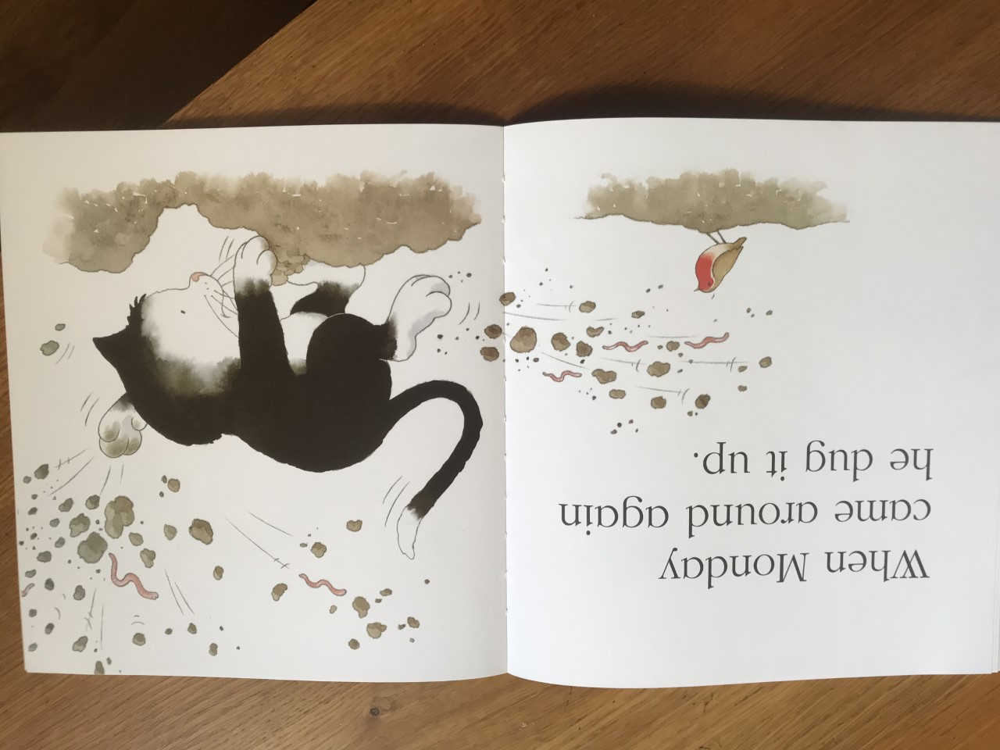 When Monday
came around again
he dug it up.